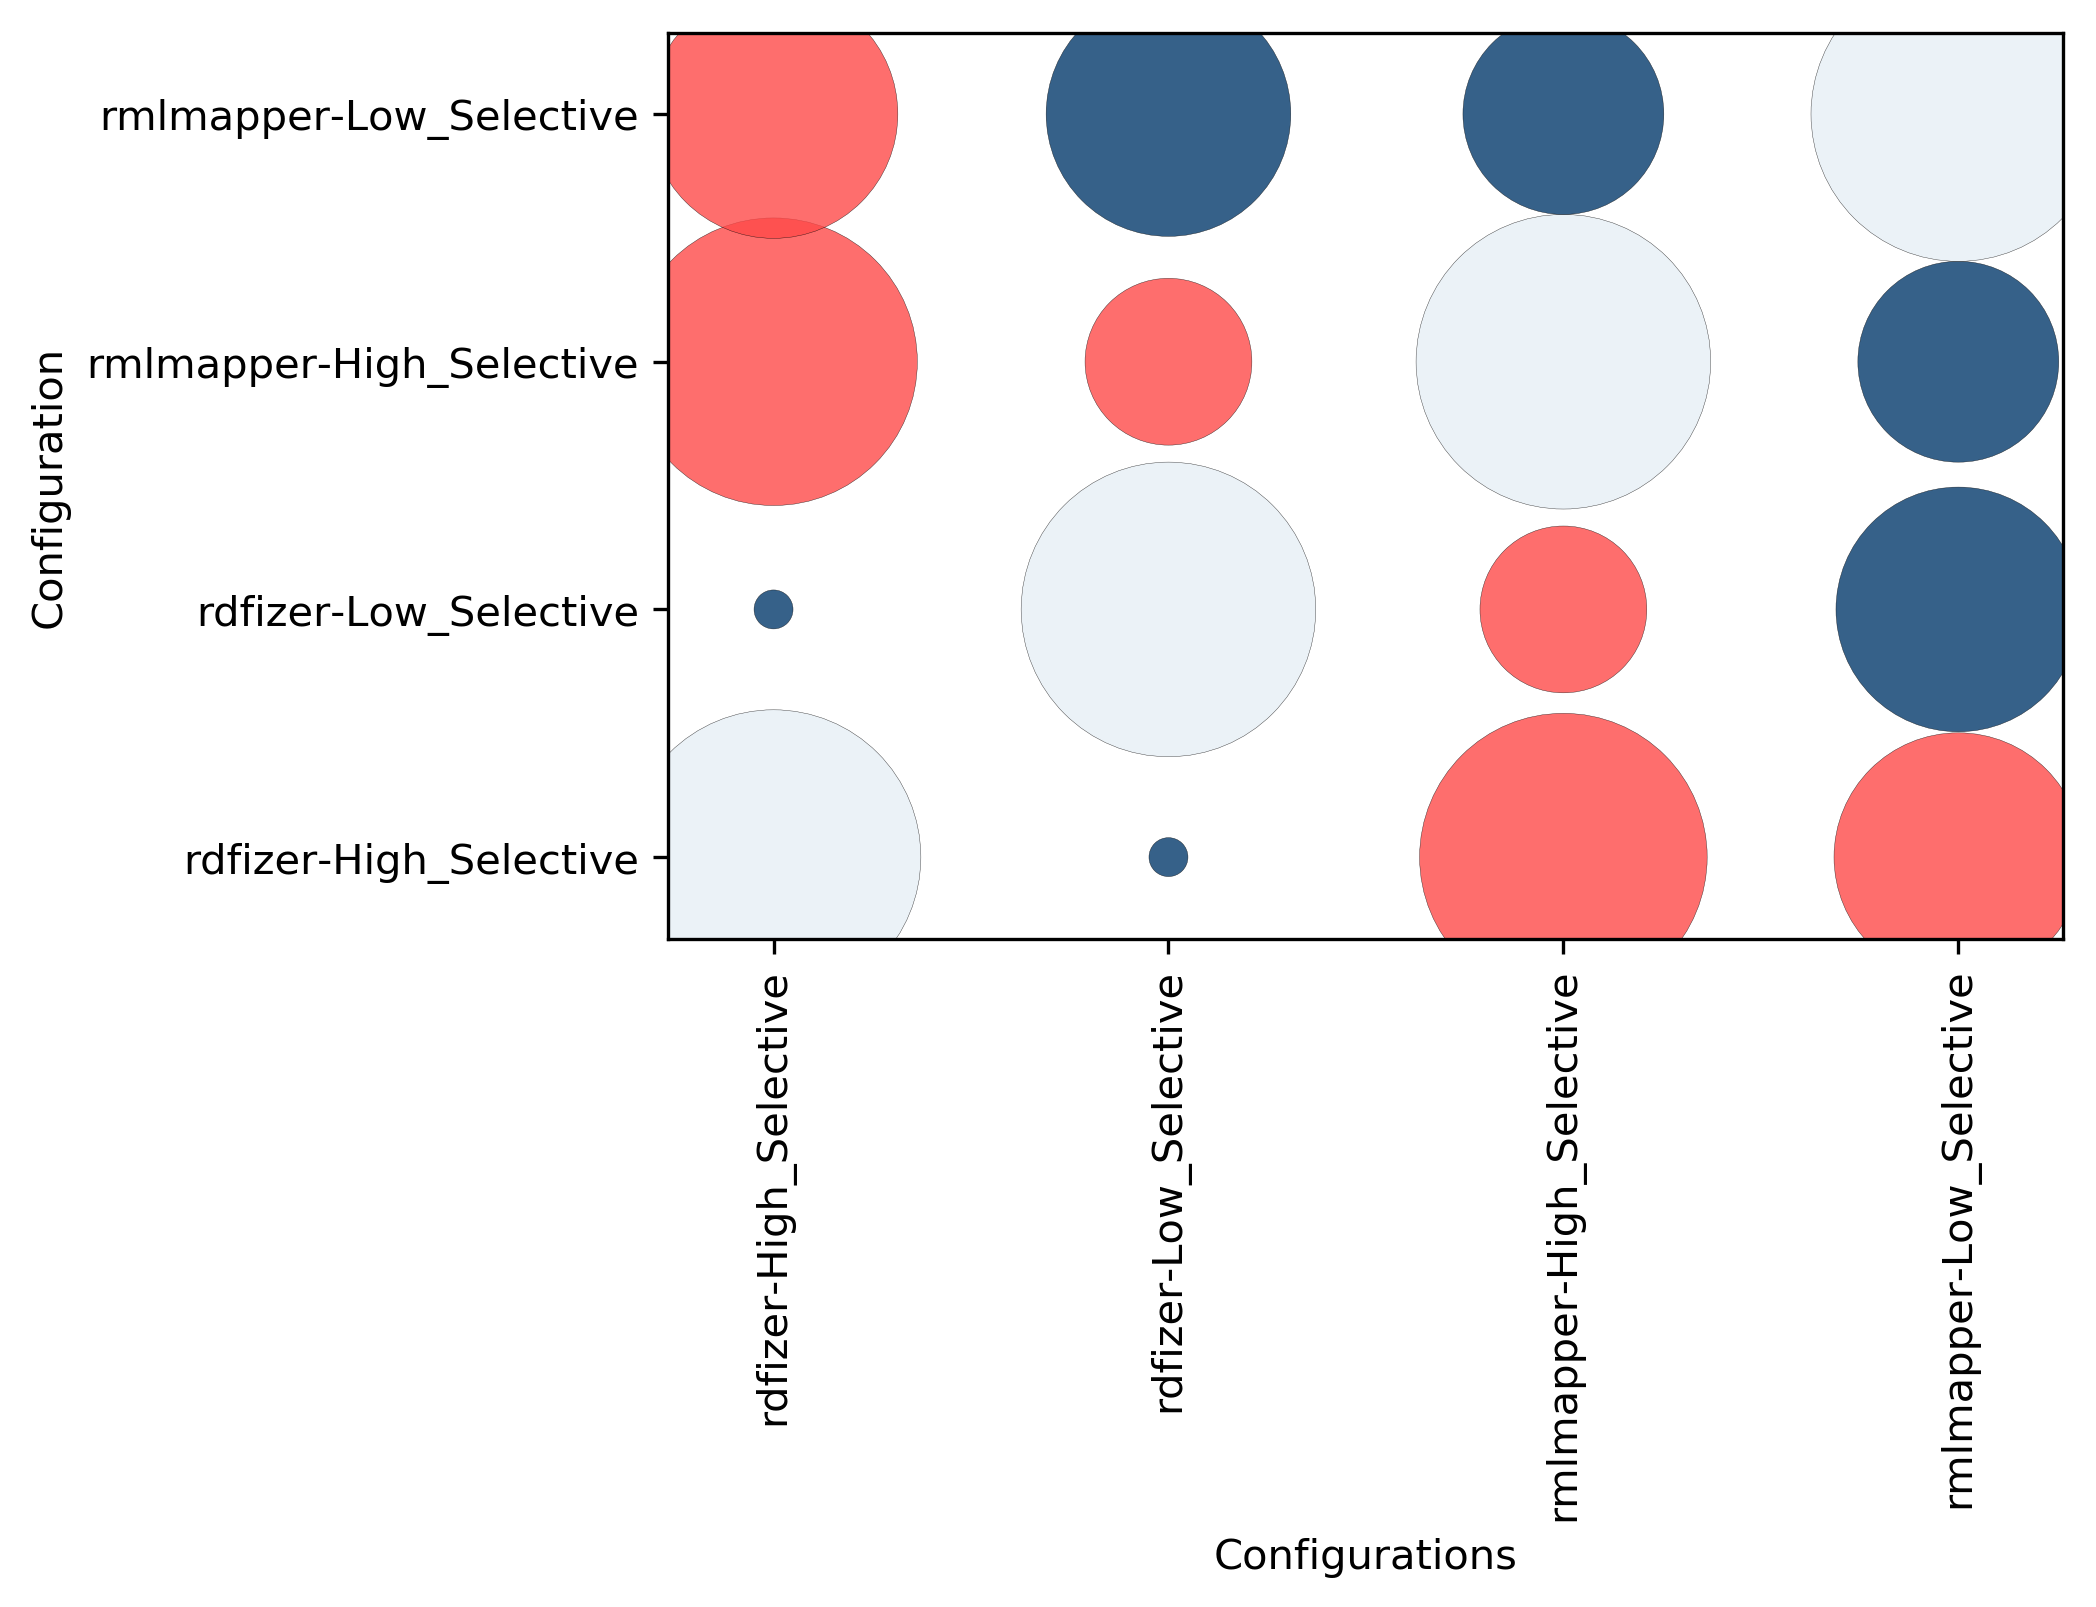 rmlmapper-Low_Selective
rmlmapper-High_Selective
rdfizer-Low_Selective
rdfizer-High_Selective
Configuration
rdfizer-High_Selective
rdfizer-Low_Selective
rmlmapper-High_Selective
rmlmapper-Low_Selective
Configurations